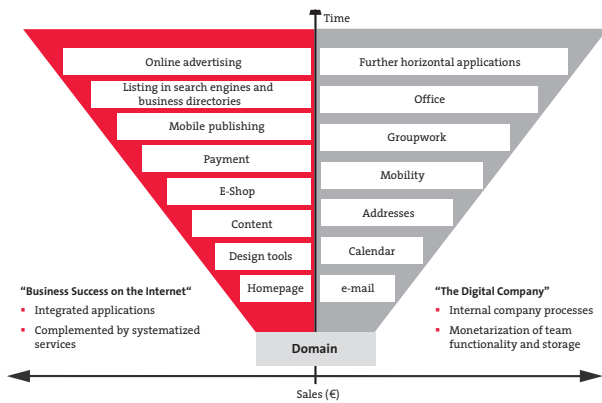 Time
Online advertising
Listing in search engines and
business directories
Mobile publishing
Payment
E-Shop
Content
Design tools
Homepage
Further horizontal applications
Office
Groupwork
Mobility
Addresses
Calendar
e-mail
"Business Success on the Internet"
▪ Integrated applications
▪ Complemented by systematized
services
"The Digital Company"
▪ Internal company processes
▪ Monetarization of team
functionality and storage
Domain
Sales (€)